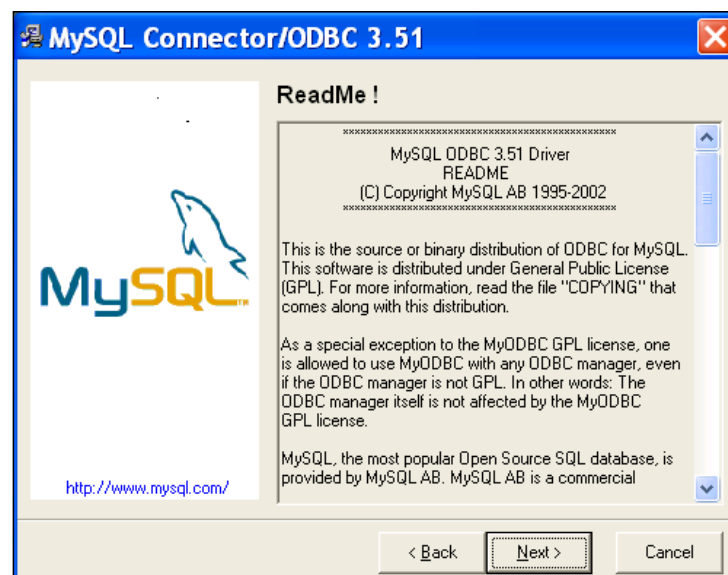 MySQL Connector/ODBC 3.51
ReadMe !
************************************************
MySQL ODBC 3.51 Driver
README
(C) Copyright MySQL AB 1995-2002
************************************************
This is the source or binary distribution of ODBC for MySQL.
This software is distributed under General Public License
(GPL). For more information, read the file "COPYING" that
comes along with this distribution.
As a special exception to the MyODBC GPL license, one
is allowed to use MyODBC with any ODBC manager, even
if the ODBC manager is not GPL. In other words: The
ODBC manager itself is not affected by the MyODBC
GPL license.
MySQL, the most popular Open Source SQL database, is
provided by MySQL AB. MySQL AB is a commercial
MySQL™
http://www.mysql.com/
< Back
Next >
Cancel